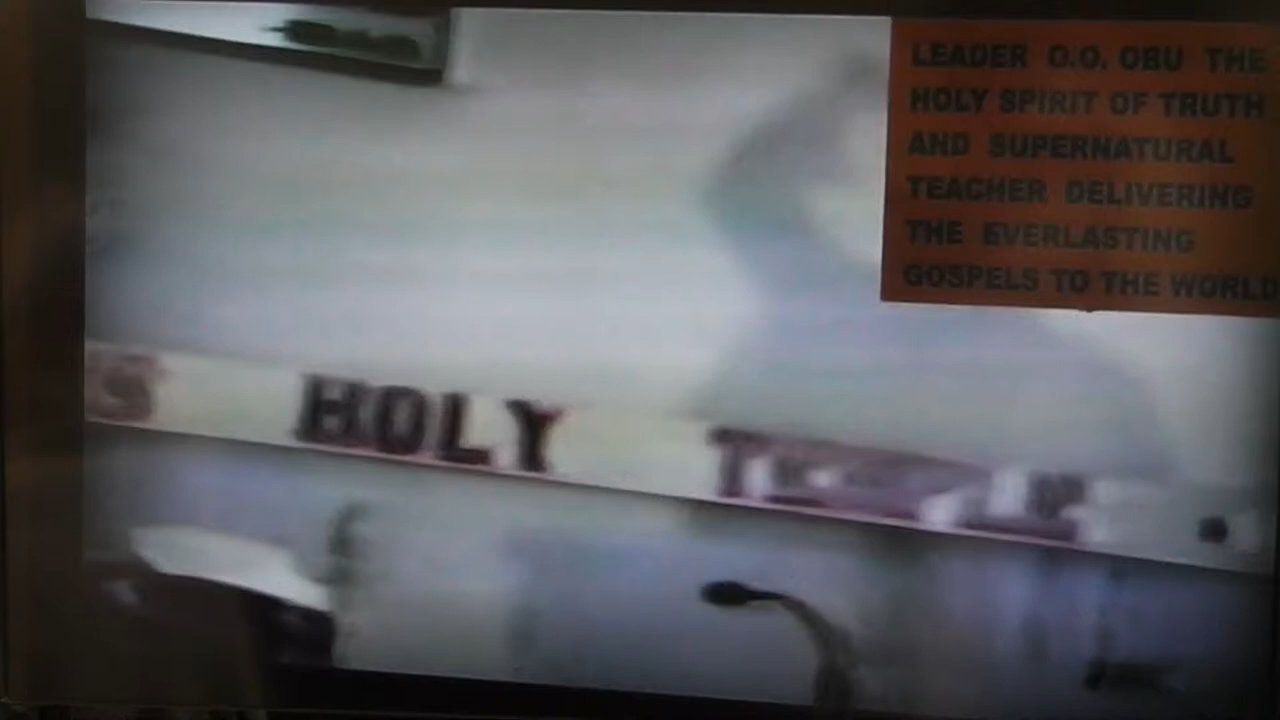 LEADER O.O. OBU THE
HOLY SPIRIT OF TRUTH
AND SUPERNATURAL
TEACHER DELIVERING
THE EVERLASTING
GOSPELS TO THE WORLD
S HOLY